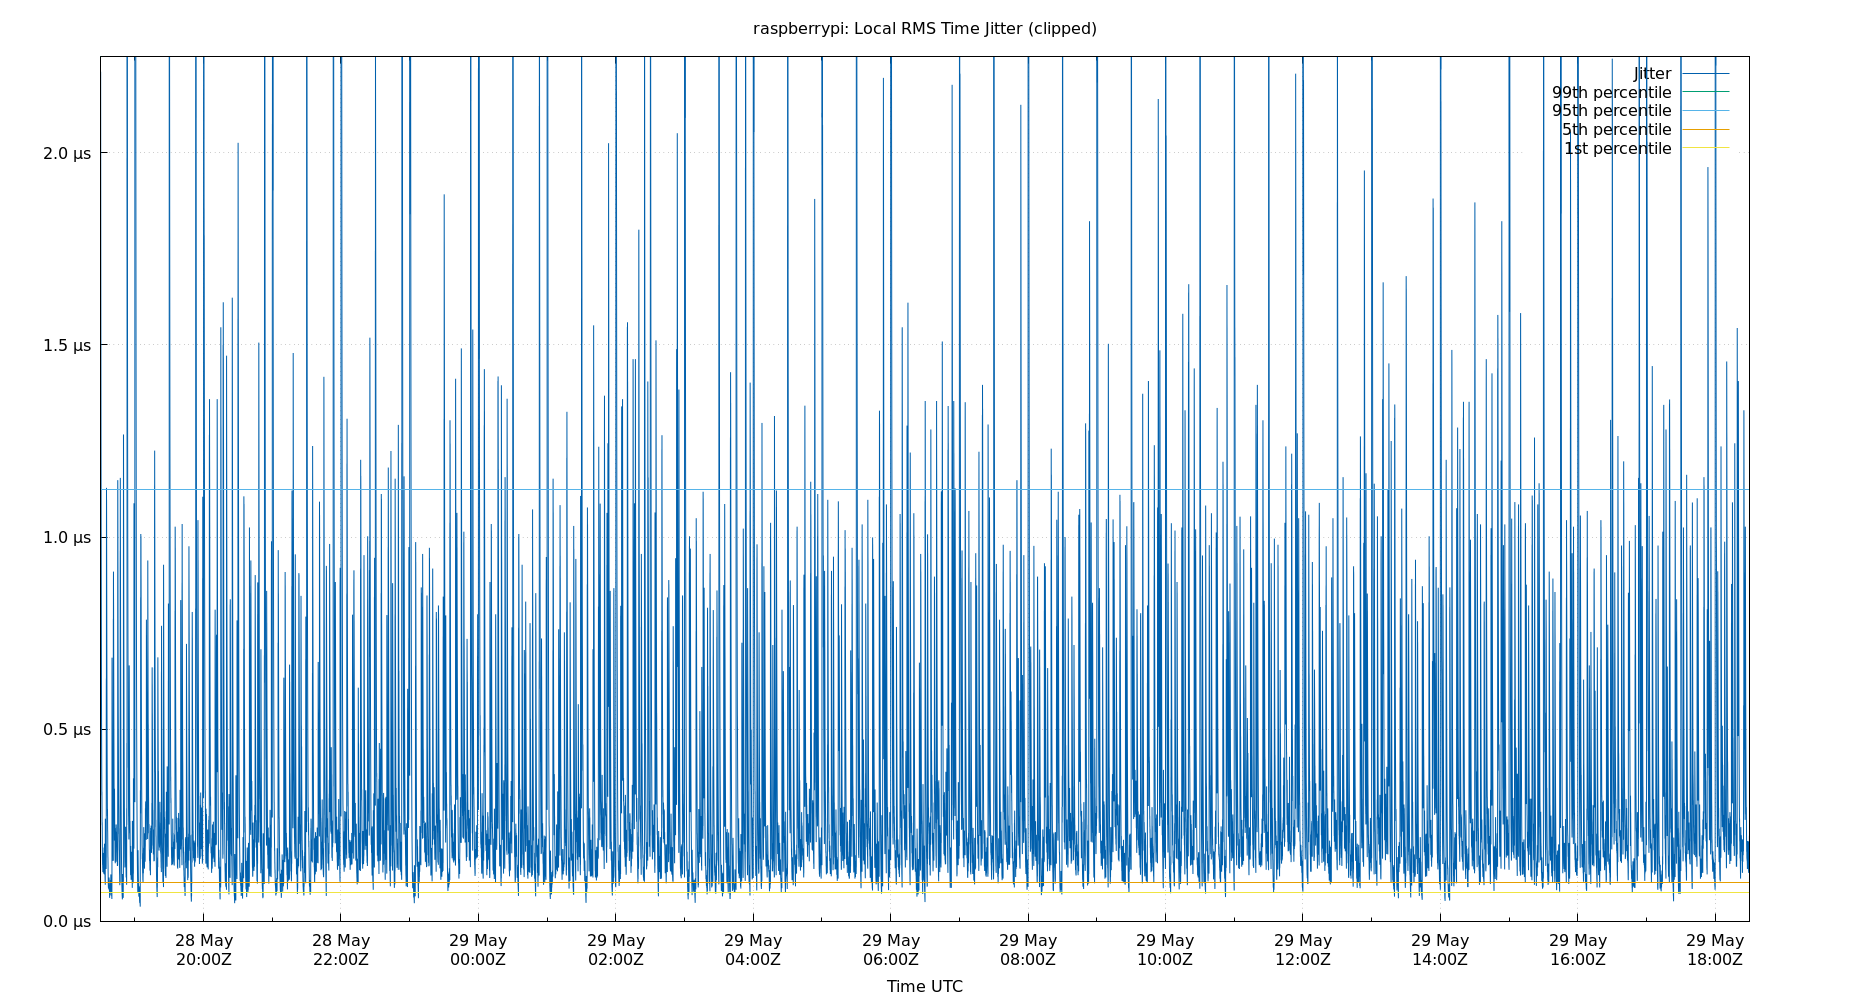 raspberrypi: Local RMS Time Jitter (clipped)
Jitter
99th percentile
95th percentile
5th percentile
1st percentile
2.0 µs
1.5 µs
1.0 µs
0.5 µs
0.0 µs
28 May 28 May 29 May 29 May 29 May 29 May 29 May 29 May 29 May 29 May 29 May 29 May
20:00Z 22:00Z 00:00Z 02:00Z 04:00Z 06:00Z 08:00Z 10:00Z 12:00Z 14:00Z 16:00Z 18:00Z
Time UTC